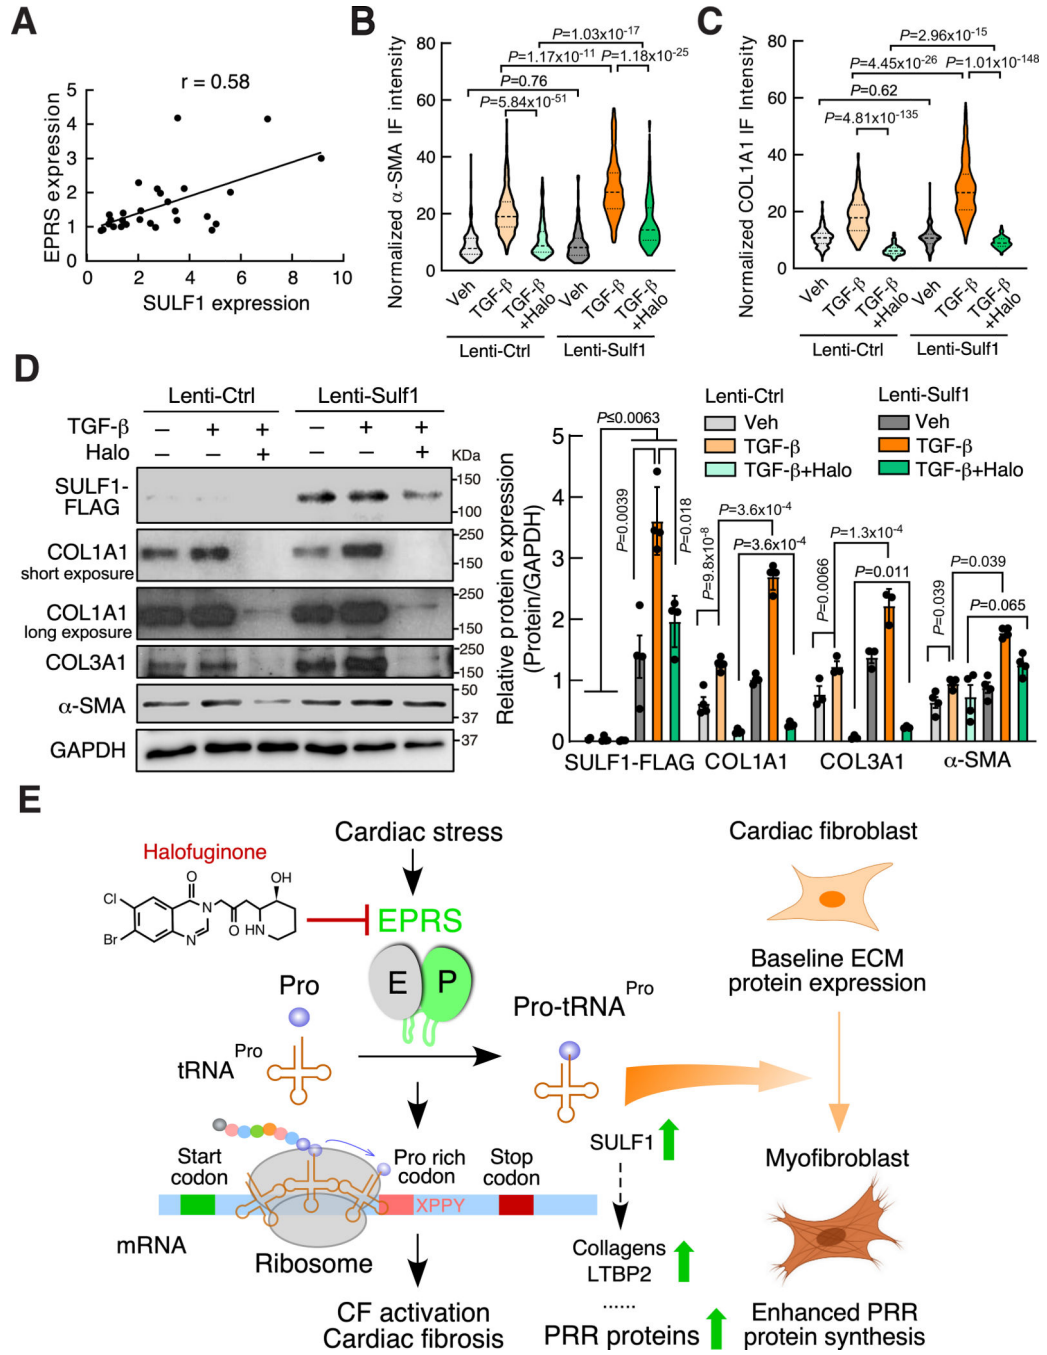 A
r = 0.58
EPRS expression
5
4
3
2
1
0
0 2 4 6 8 10
SULF1 expression
B
Normalized α-SMA IF intensity
80
60
40
20
0
P=1.03x10-17
P=1.17x10-11
P=1.18x10-25
P=0.76
P=5.84x10-51
Veh
TGF-β
TGF-β
+Halo
Veh
TGF-β
TGF-β
+Halo
Lenti-Ctrl
Lenti-Sulf1
C
Normalized COL1A1 IF intensity
80
60
40
20
0
P=2.96x10-15
P=4.45x10-26
P=1.01x10-148
P=0.62
P=4.81x10-135
Veh
TGF-β
TGF-β
+Halo
Veh
TGF-β
TGF-β
+Halo
Lenti-Ctrl
Lenti-Sulf1
D
Lenti-Ctrl Lenti-Sulf1
TGF-β − + + − + +
Halo − − + − − +
KDa
SULF1-
FLAG
150
100
COL1A1
short exposure
250
150
COL1A1
long exposure
250
150
COL3A1
250
150
α-SMA
50
37
GAPDH
37
Relative protein expression
(Protein/GAPDH)
5
4
3
2
1
0
Lenti-Ctrl
Veh
TGF-β
TGF-β+Halo
Lenti-Sulf1
Veh
TGF-β
TGF-β+Halo
P≤0.0063
P=0.0039
P=0.018
P=9.8x10-8
P=3.6x10-4
P=3.6x10-4
P=0.0066
P=1.3x10-4
P=0.011
P=0.039
P=0.039
P=0.065
SULF1-FLAG COL1A1 COL3A1 α-SMA
E
Halofuginone
OH
O
Cl
N
O
HN
Br
N
Cardiac stress
EPRS
E P
Pro
tRNAPro
Pro-tRNAPro
Start
codon
Pro rich
codon
Stop
codon
XPPY
mRNA
Ribosome
CF activation
Cardiac fibrosis
SULF1
Collagens
LTBP2
......
PRR proteins
Cardiac fibroblast
Baseline ECM
protein expression
Myofibroblast
Enhanced PRR
protein synthesis